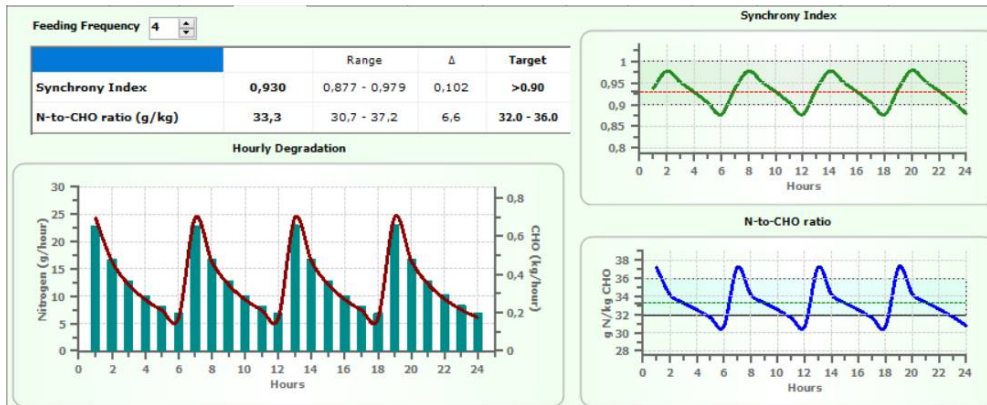 Feeding Frequency 4
Range Δ Target
Synchrony Index 0,930 0,877 - 0,979 0,102 >0.90
N-to-CHO ratio (g/kg) 33,3 30,7 - 37,2 6,6 32.0 - 36.0
Hourly Degradation
30
25
20
15
10
5
0
Nitrogen (g/hour)
0,8
0,6
0,4
0,2
0
CHO (kg/hour)
0 2 4 6 8 10 12 14 16 18 20 22 24
Hours
Synchrony Index
1
0,95
0,9
0,85
0,8
0 2 4 6 8 10 12 14 16 18 20 22 24
Hours
N-to-CHO ratio
38
36
34
32
30
28
g N/kg CHO
0 2 4 6 8 10 12 14 16 18 20 22 24
Hours